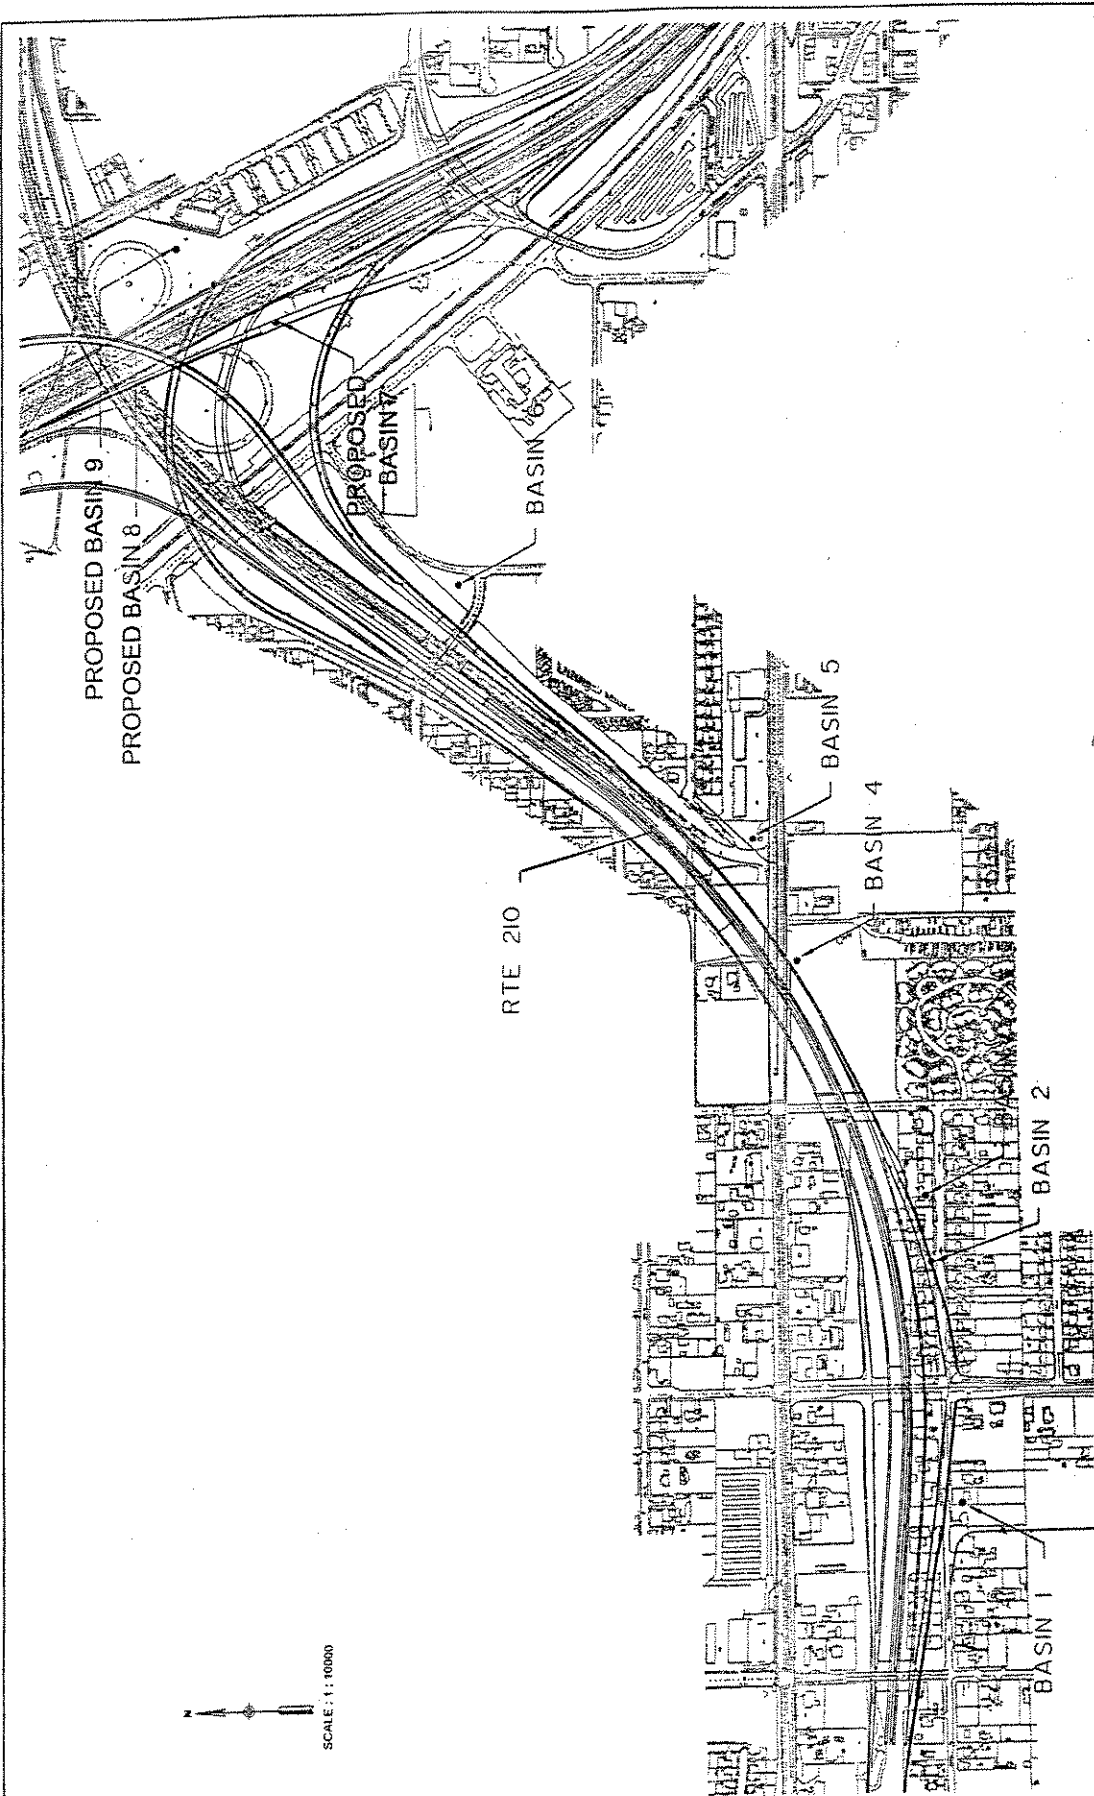 PROPOSED BASIN 9
PROPOSED BASIN 8
PROPOSED
BASIN 7
BASIN 6
RTE 210
BASIN 5
BASIN 4
BASIN
BASIN 2
BASIN 1
N
SCALE : 1 : 10000